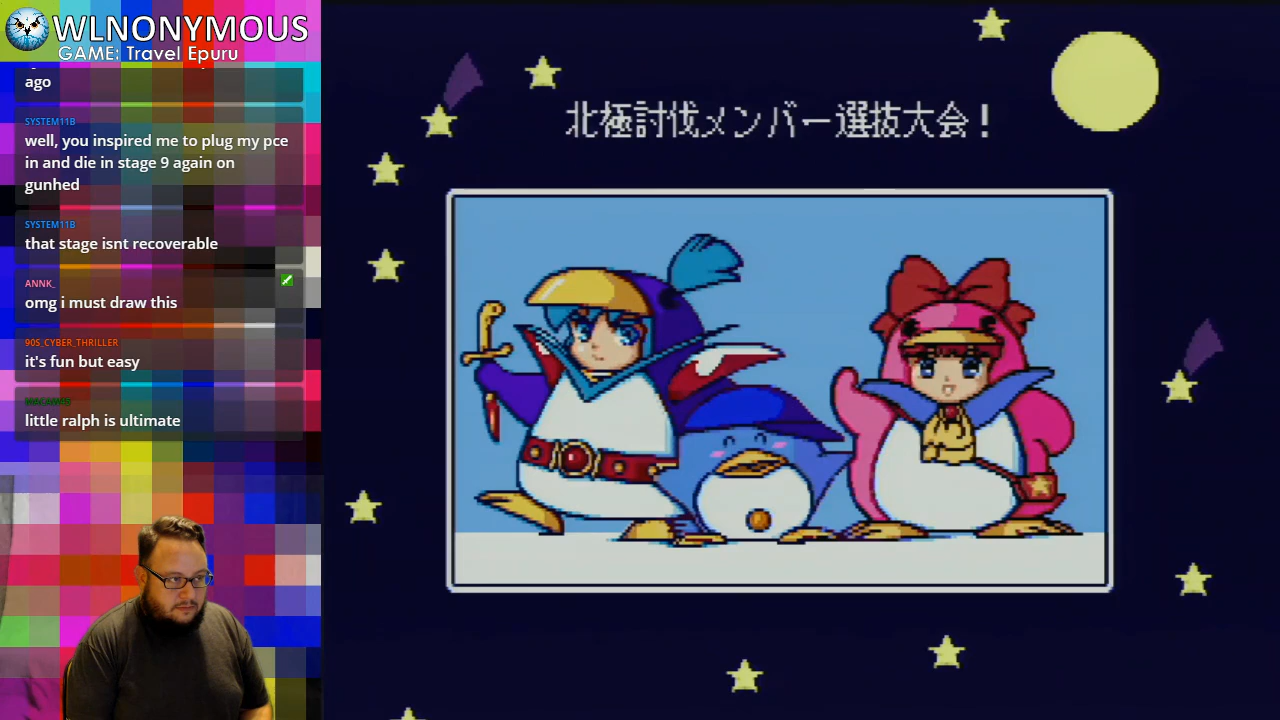 WLNONYMOUS
GAME: Travel Epuru
ago
SYSTEM11B
well, you inspired me to plug my pce
in and die in stage 9 again on
gunhed
SYSTEM11B
that stage isnt recoverable
ANNK_
omg i must draw this
90S_CYBER_THRILLER
it's fun but easy
little ralph is ultimate
北極討伐メンバー選抜大会!